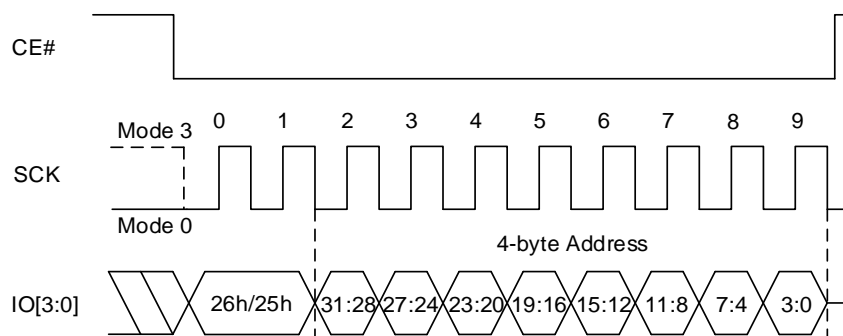 CE#
0 1 2 3 4 5 6 7 8 9
Mode 3
SCK
Mode 0
4-byte Address
IO[3:0] 26h/25h 31:28 27:24 23:20 19:16 15:12 11:8 7:4 3:0